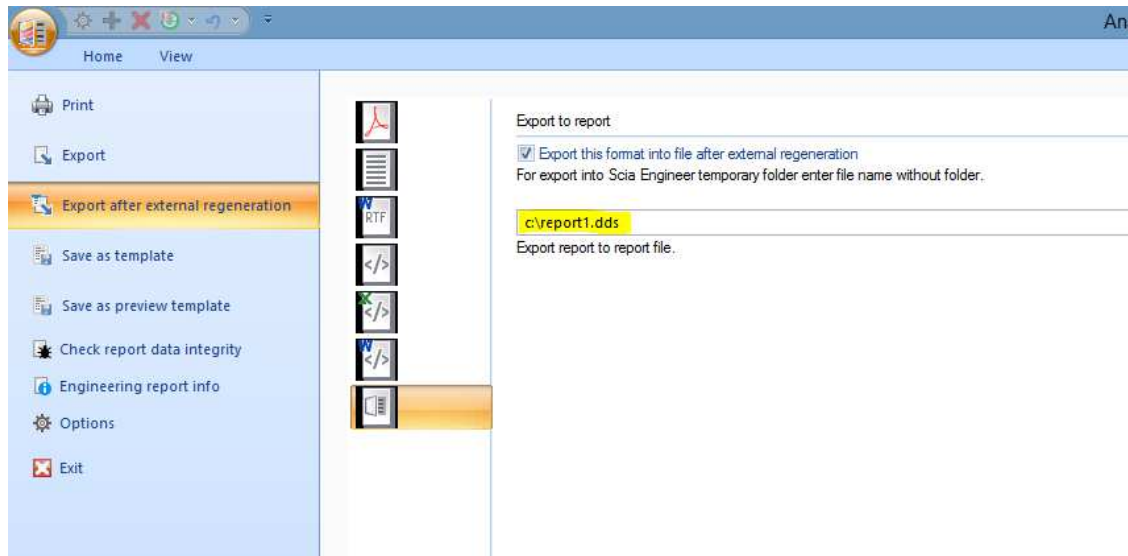 An
Home View
Print
Export
Export after external regeneration
Save as template
Save as preview template
Check report data integrity
Engineering report info
Options
Exit
W
RTF
</>
X
</>
W
</>
Export to report
Export this format into file after external regeneration
For export into Scia Engineer temporary folder enter file name without folder.
c:\report1.dds
Export report to report file.